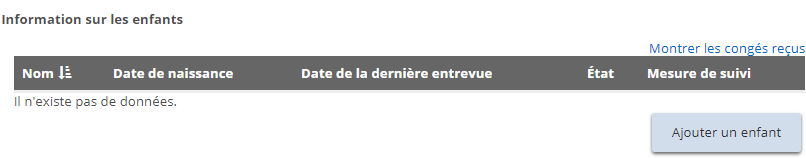 Information sur les enfants
Montrer les congés reçus
Nom Date de naissance Date de la dernière entrevue État Mesure de suivi
Il n'existe pas de données.
Ajouter un enfant